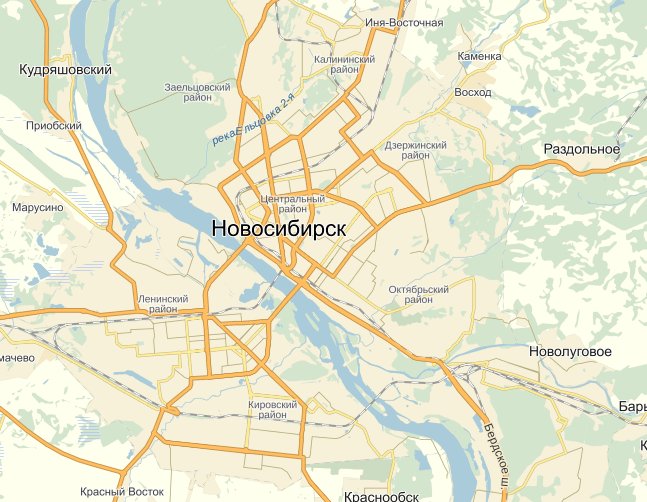 Иня-Восточная
Калининский
район
Каменка
Кудряшовский
Заельцовский
район
Восход
река Ельцовка 2-я
Приобский
Дзержинский
район
Раздольное
Марусино
Центральный
район
Новосибирск
Октябрьский
район
Ленинский
район
мачево
Новолуговое
Кировский
район
Бары
Бердское ш.
К
Красный Восток
Краснообск